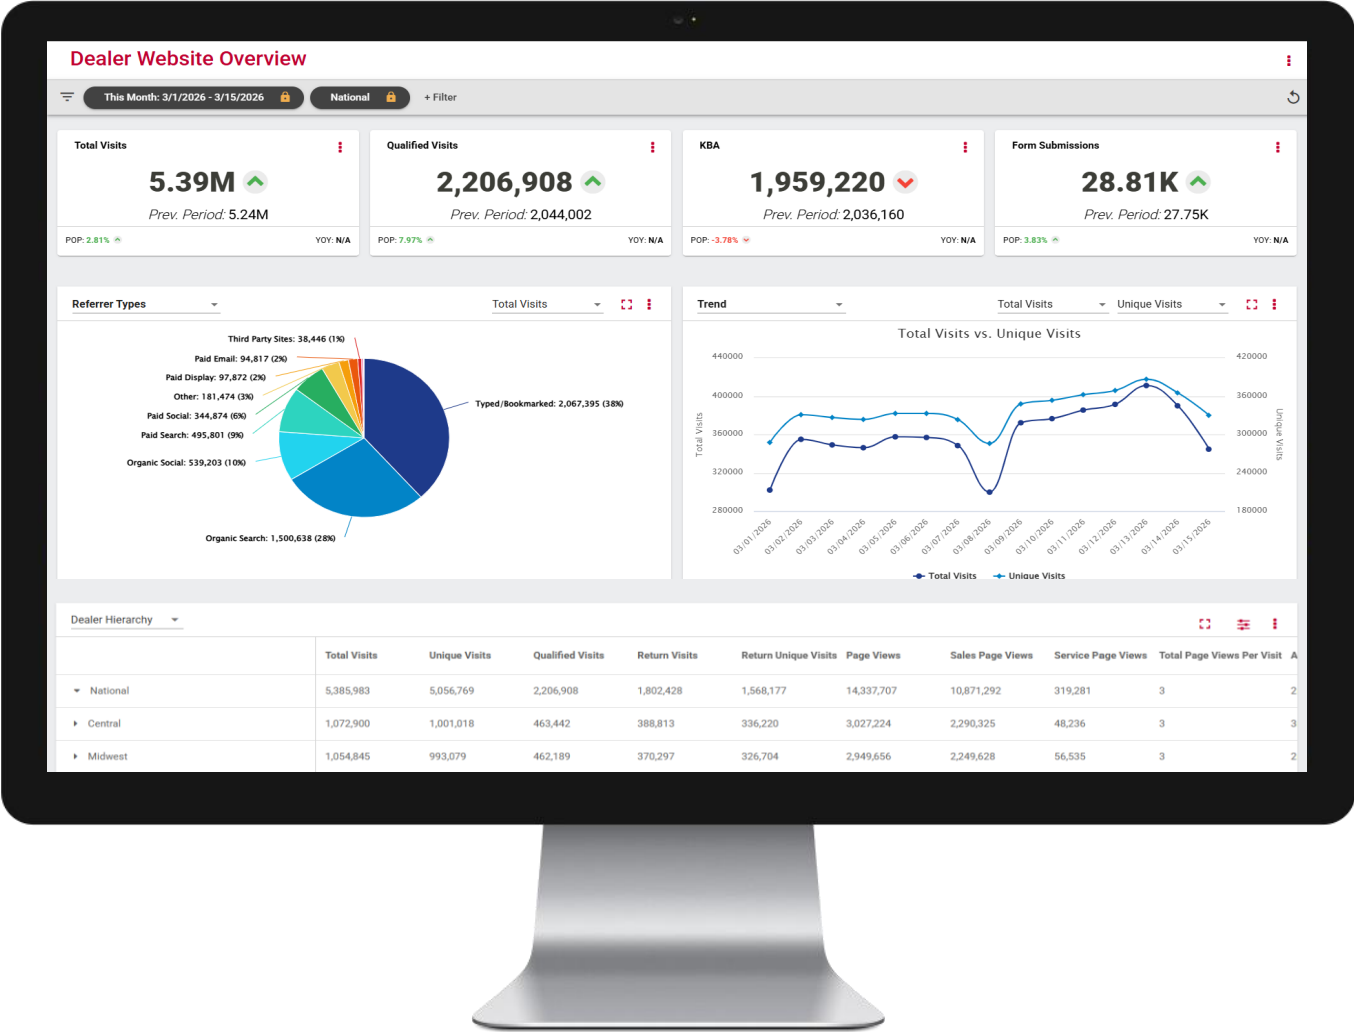 Dealer Website Overview
This Month: 3/1/2026 - 3/15/2026
National
+ Filter
Total Visits
5.39M
Prev. Period: 5.24M
POP: 2.81%
YOY: N/A
Qualified Visits
2,206,908
Prev. Period: 2,044,002
POP: 7.97%
YOY: N/A
KBA
1,959,220
Prev. Period: 2,036,160
POP: -3.78%
YOY: N/A
Form Submissions
28.81K
Prev. Period: 27.75K
POP: 3.83%
YOY: N/A
Referrer Types
Total Visits
Third Party Sites: 38,446 (1%)
Paid Email: 94,817 (2%)
Paid Display: 97,872 (2%)
Other: 181,474 (3%)
Paid Social: 344,874 (6%)
Paid Search: 495,801 (9%)
Organic Social: 539,203 (10%)
Organic Search: 1,500,638 (28%)
Typed/Bookmarked: 2,067,395 (38%)
Trend
Total Visits
Unique Visits
Total Visits vs. Unique Visits
Total Visits
440000
400000
360000
320000
280000
420000
360000
300000
240000
180000
Unique Visits
03/01/2026
03/02/2026
03/03/2026
03/04/2026
03/05/2026
03/06/2026
03/07/2026
03/08/2026
03/09/2026
03/10/2026
03/11/2026
03/12/2026
03/13/2026
03/14/2026
03/15/2026
Total Visits
Unique Visits
Dealer Hierarchy
Total Visits Unique Visits Qualified Visits Return Visits Return Unique Visits Page Views Sales Page Views Service Page Views Total Page Views Per Visit A
National 5,385,983 5,056,769 2,206,908 1,802,428 1,568,177 14,337,707 10,871,292 319,281 3 2
Central 1,072,900 1,001,018 463,442 388,813 336,220 3,027,224 2,290,325 48,236 3 3
Midwest 1,054,845 993,079 462,189 370,297 326,704 2,949,656 2,249,628 56,535 3 2